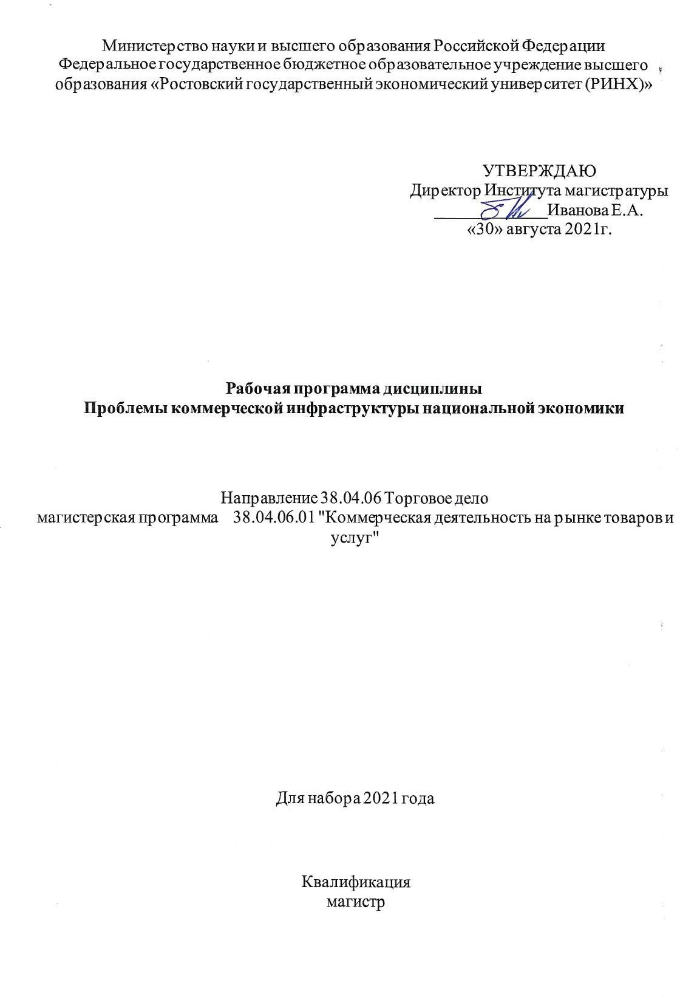 Министерство науки и высшего образования Российской Федерации
Федеральное государственное бюджетное образовательное учреждение высшего
образования «Ростовский государственный экономический университет (РИНХ)»
УТВЕРЖДАЮ
Директор Института магистратуры
Иванова Е.А.
«30» августа 2021г.
Рабочая программа дисциплины
Проблемы коммерческой инфраструктуры национальной экономики
Направление 38.04.06 Торговое дело
магистерская программа 38.04.06.01 "Коммерческая деятельность на рынке товаров и
услуг"
Для набора 2021 года
Квалификация
магистр